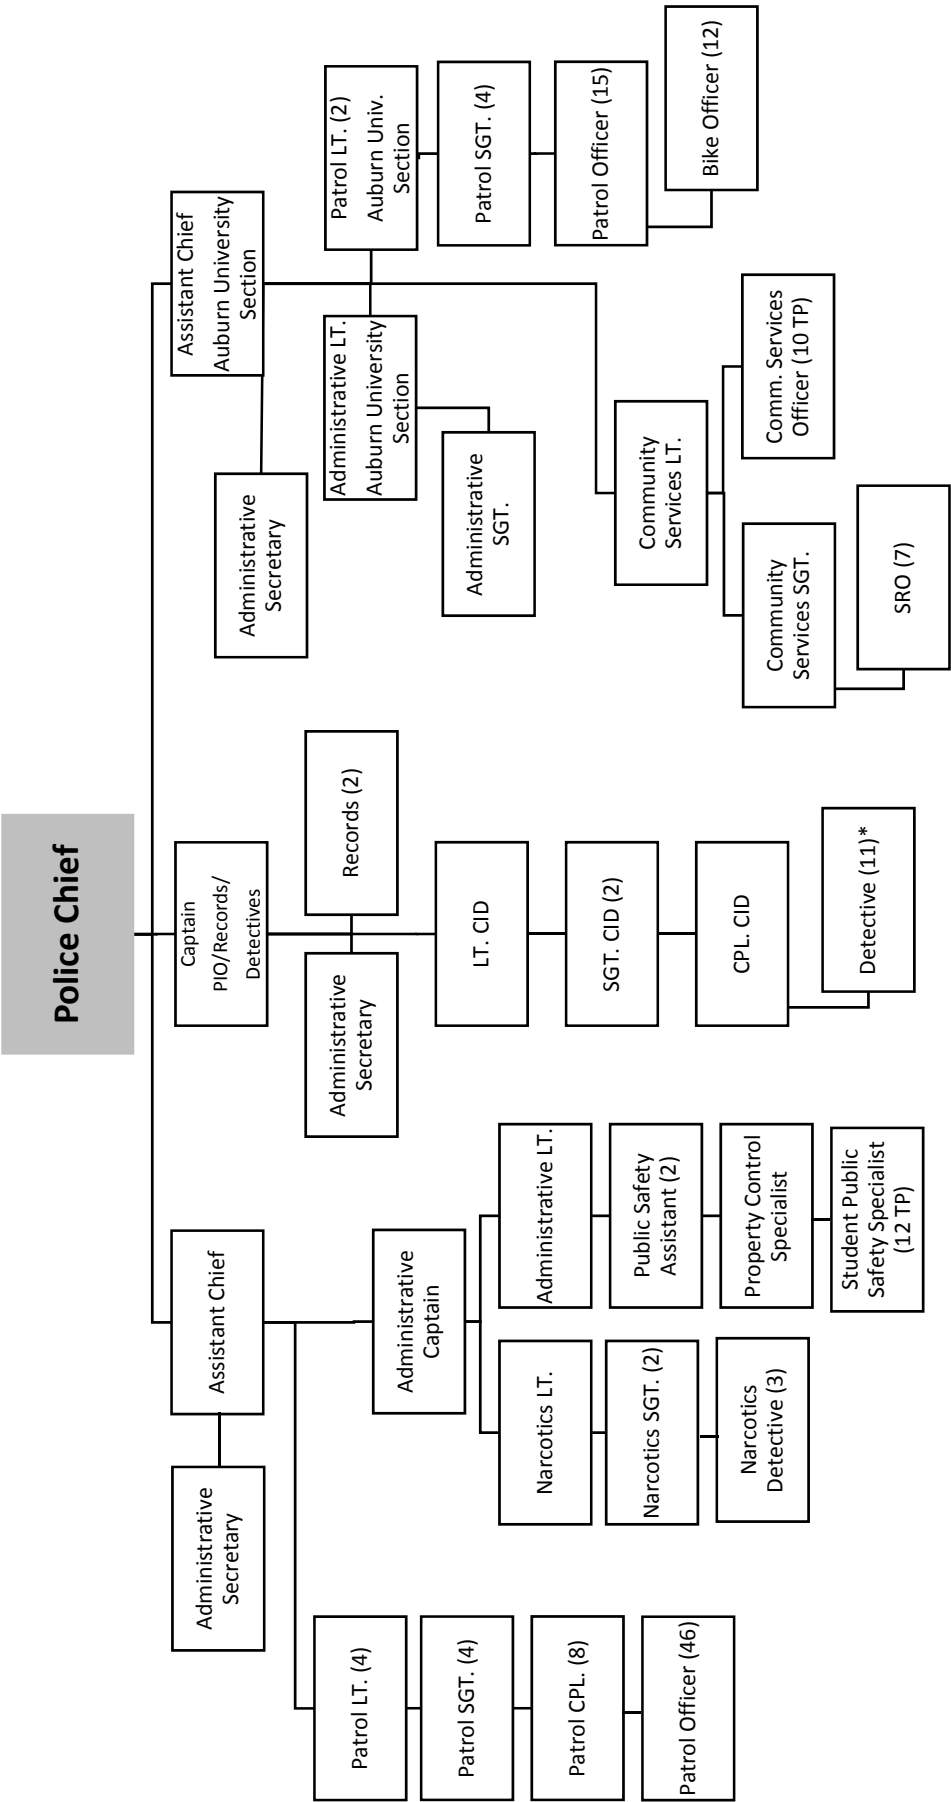 Police Chief
Administrative
Secretary
Assistant Chief
Patrol LT. (4)
Patrol SGT. (4)
Patrol CPL. (8)
Patrol Officer (46)
Administrative
Captain
Narcotics LT.
Narcotics SGT. (2)
Narcotics
Detective (3)
Administrative LT.
Public Safety
Assistant (2)
Property Control
Specialist
Student Public
Safety Specialist
(12 TP)
Captain
PIO/Records/
Detectives
Administrative
Secretary
Records (2)
LT. CID
SGT. CID (2)
CPL. CID
Detective (11)*
Assistant Chief
Auburn University
Section
Administrative
Secretary
Administrative LT.
Auburn University
Section
Administrative
SGT.
Patrol LT. (2)
Auburn Univ.
Section
Patrol SGT. (4)
Patrol Officer (15)
Bike Officer (12)
Community
Services LT.
Community
Services SGT.
SRO (7)
Comm. Services
Officer (10 TP)